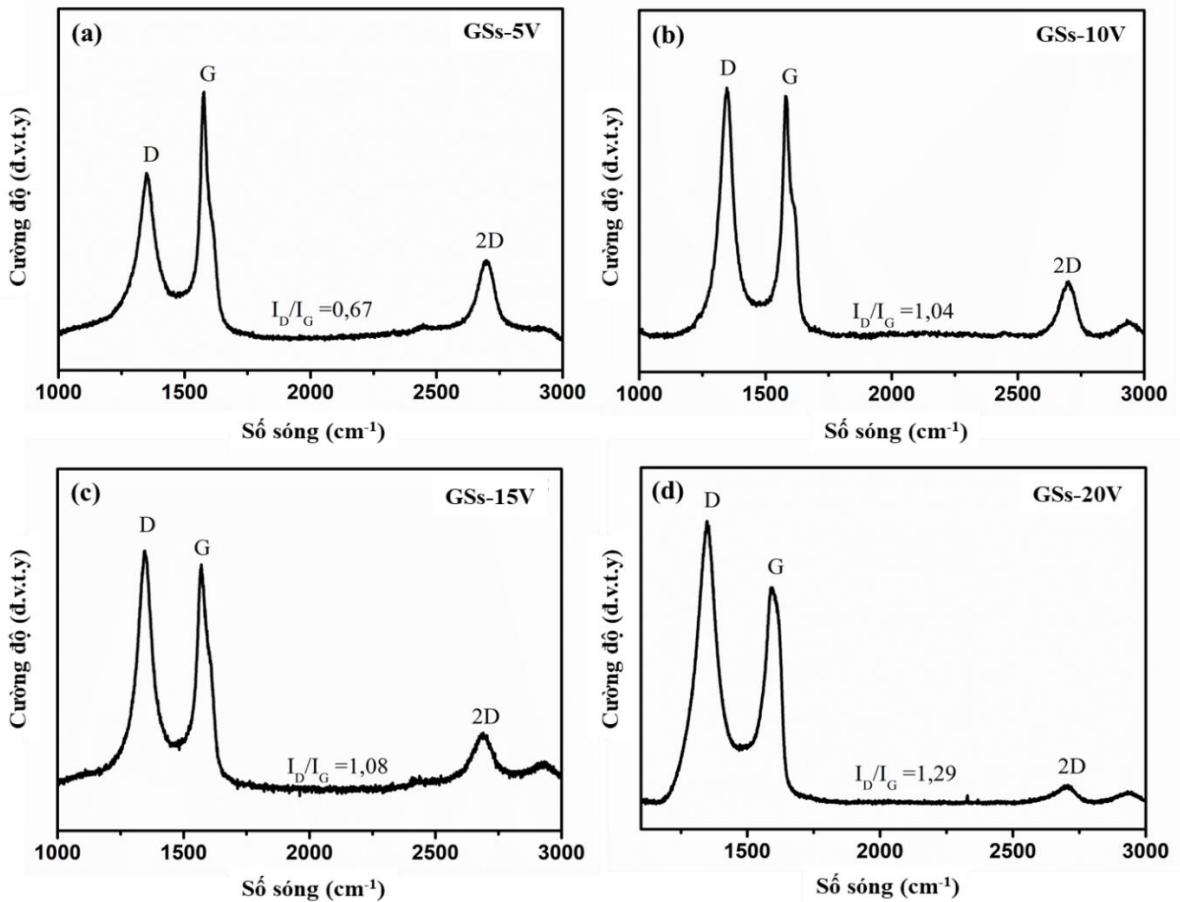 (a)
GSs-5V
D
G
2D
I_D/I_G =0,67
Cường độ (đ.v.t.y)
1000 1500 2000 2500 3000
Số sóng (cm⁻¹)
(b)
GSs-10V
D
G
2D
I_D/I_G =1,04
Cường độ (đ.v.t.y)
1000 1500 2000 2500 3000
Số sóng (cm⁻¹)
(c)
GSs-15V
D
G
2D
I_D/I_G =1,08
Cường độ (đ.v.t.y)
1000 1500 2000 2500 3000
Số sóng (cm⁻¹)
(d)
GSs-20V
D
G
2D
I_D/I_G =1,29
Cường độ (đ.v.t.y)
1500 2000 2500 3000
Số sóng (cm⁻¹)